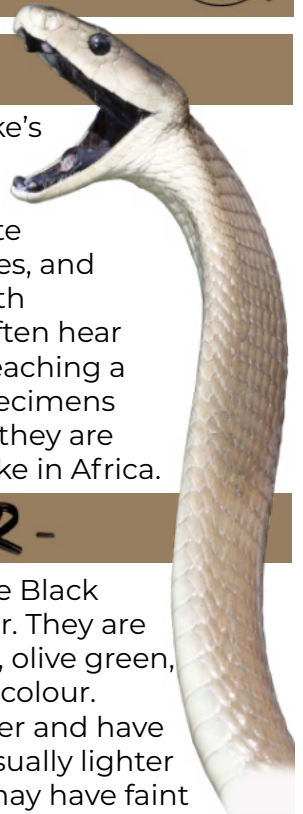 ke's
te
es, and
th
ften hear
eaching a
ecimens
they are
ke in Africa.
R -
e Black
r. They are
, olive green,
colour.
er and have
sually lighter
may have faint